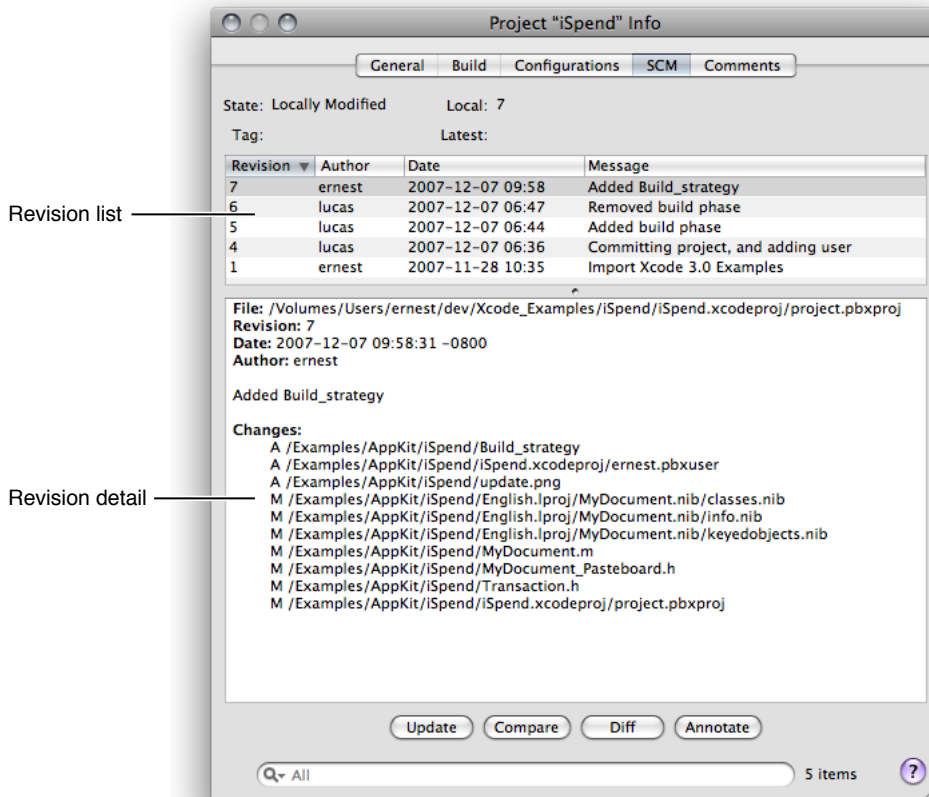 Project “iSpend” Info
General Build Configurations SCM Comments
State: Locally Modified Local: 7
Tag: Latest:
Revision Author Date Message
7 ernest 2007-12-07 09:58 Added Build_strategy
Revision list
6 lucas 2007-12-07 06:47 Removed build phase
5 lucas 2007-12-07 06:44 Added build phase
4 lucas 2007-12-07 06:36 Committing project, and adding user
1 ernest 2007-11-28 10:35 Import Xcode 3.0 Examples
File: /Volumes/Users/ernest/dev/Xcode_Examples/iSpend/iSpend.xcodeproj/project.pbxproj
Revision: 7
Date: 2007-12-07 09:58:31 -0800
Author: ernest
Added Build_strategy
Changes:
A /Examples/AppKit/iSpend/Build_strategy
A /Examples/AppKit/iSpend/iSpend.xcodeproj/ernest.pbxuser
A /Examples/AppKit/iSpend/update.png
Revision detail
M /Examples/AppKit/iSpend/English.lproj/MyDocument.nib/classes.nib
M /Examples/AppKit/iSpend/English.lproj/MyDocument.nib/info.nib
M /Examples/AppKit/iSpend/English.lproj/MyDocument.nib/keyedobjects.nib
M /Examples/AppKit/iSpend/MyDocument.m
M /Examples/AppKit/iSpend/MyDocument_Pasteboard.h
M /Examples/AppKit/iSpend/Transaction.h
M /Examples/AppKit/iSpend/iSpend.xcodeproj/project.pbxproj
Update Compare Diff Annotate
All 5 items ?